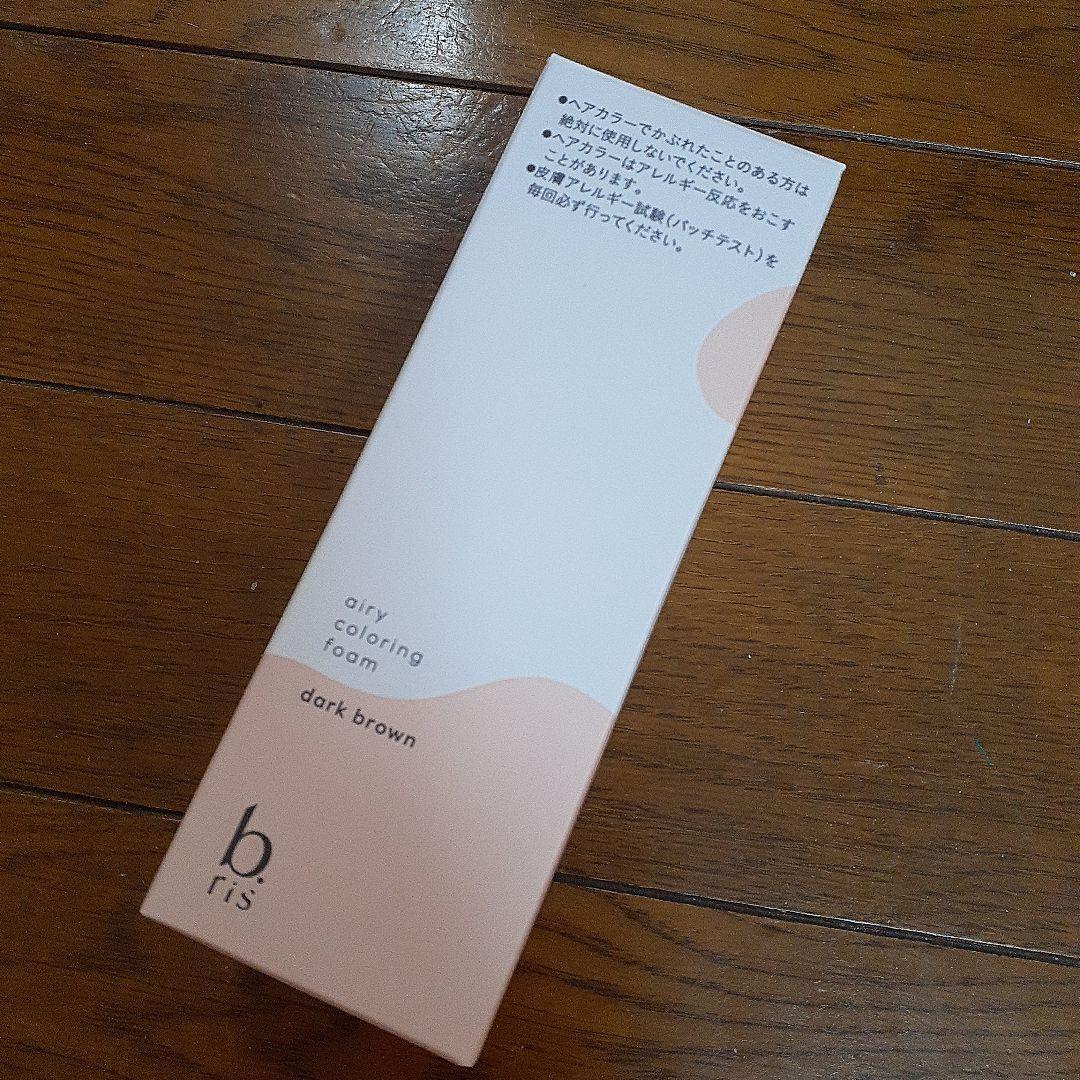 ●ヘアカラーでかぶれたことのある方は
絶対に使用しないでください。
●ヘアカラーはアレルギー反応をおこす
ことがあります。
●皮膚アレルギー試験(パッチテスト)を
毎回必ず行ってください。
airy
coloring
foam
dark brown
b.
ris